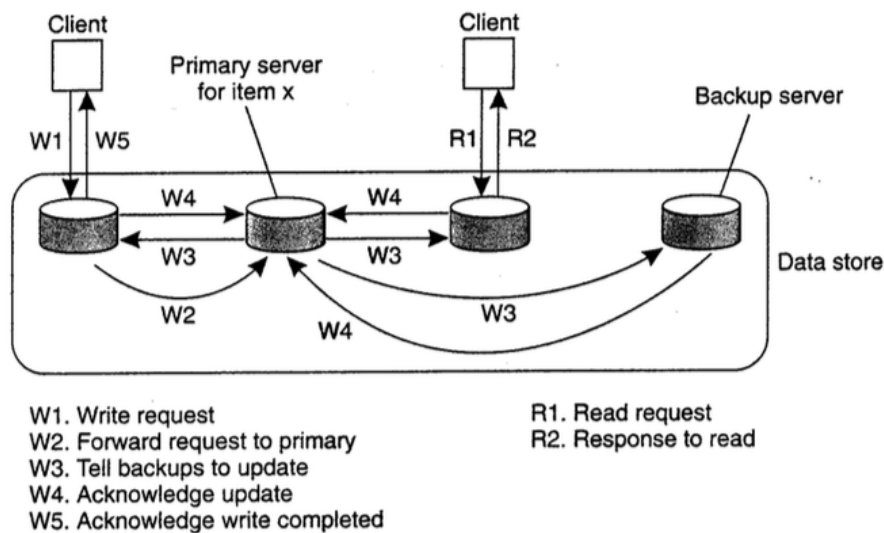 Client
Client
Primary server
for item x
Backup server
W1
W5
R1
R2
W4
W4
W3
W3
Data store
W2
W3
W4
W1. Write request
W2. Forward request to primary
W3. Tell backups to update
W4. Acknowledge update
W5. Acknowledge write completed
R1. Read request
R2. Response to read